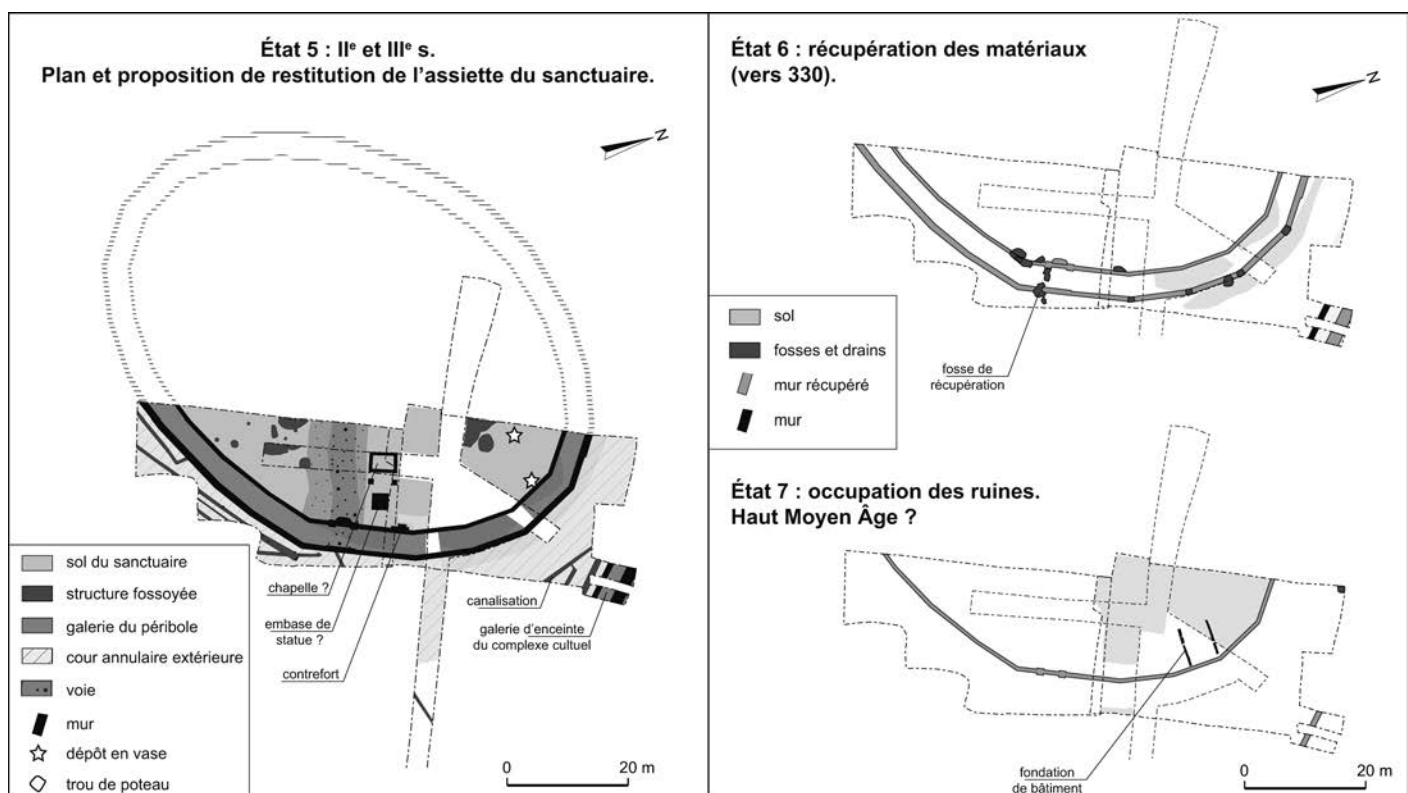 État 5 : IIe et IIIe s.
Plan et proposition de restitution de l'assiette du sanctuaire.
N
chapelle ?
embase de
statue ?
contrefort
canalisation
galerie d'enceinte
du complexe cultuel
sol du sanctuaire
structure fossoyée
galerie du péribole
cour annulaire extérieure
voie
mur
dépôt en vase
trou de poteau
0 20 m
État 6 : récupération des matériaux
(vers 330).
N
sol
fosses et drains
mur récupéré
mur
fosse de
récupération
État 7 : occupation des ruines.
Haut Moyen Âge ?
fondation
de bâtiment
0 20 m